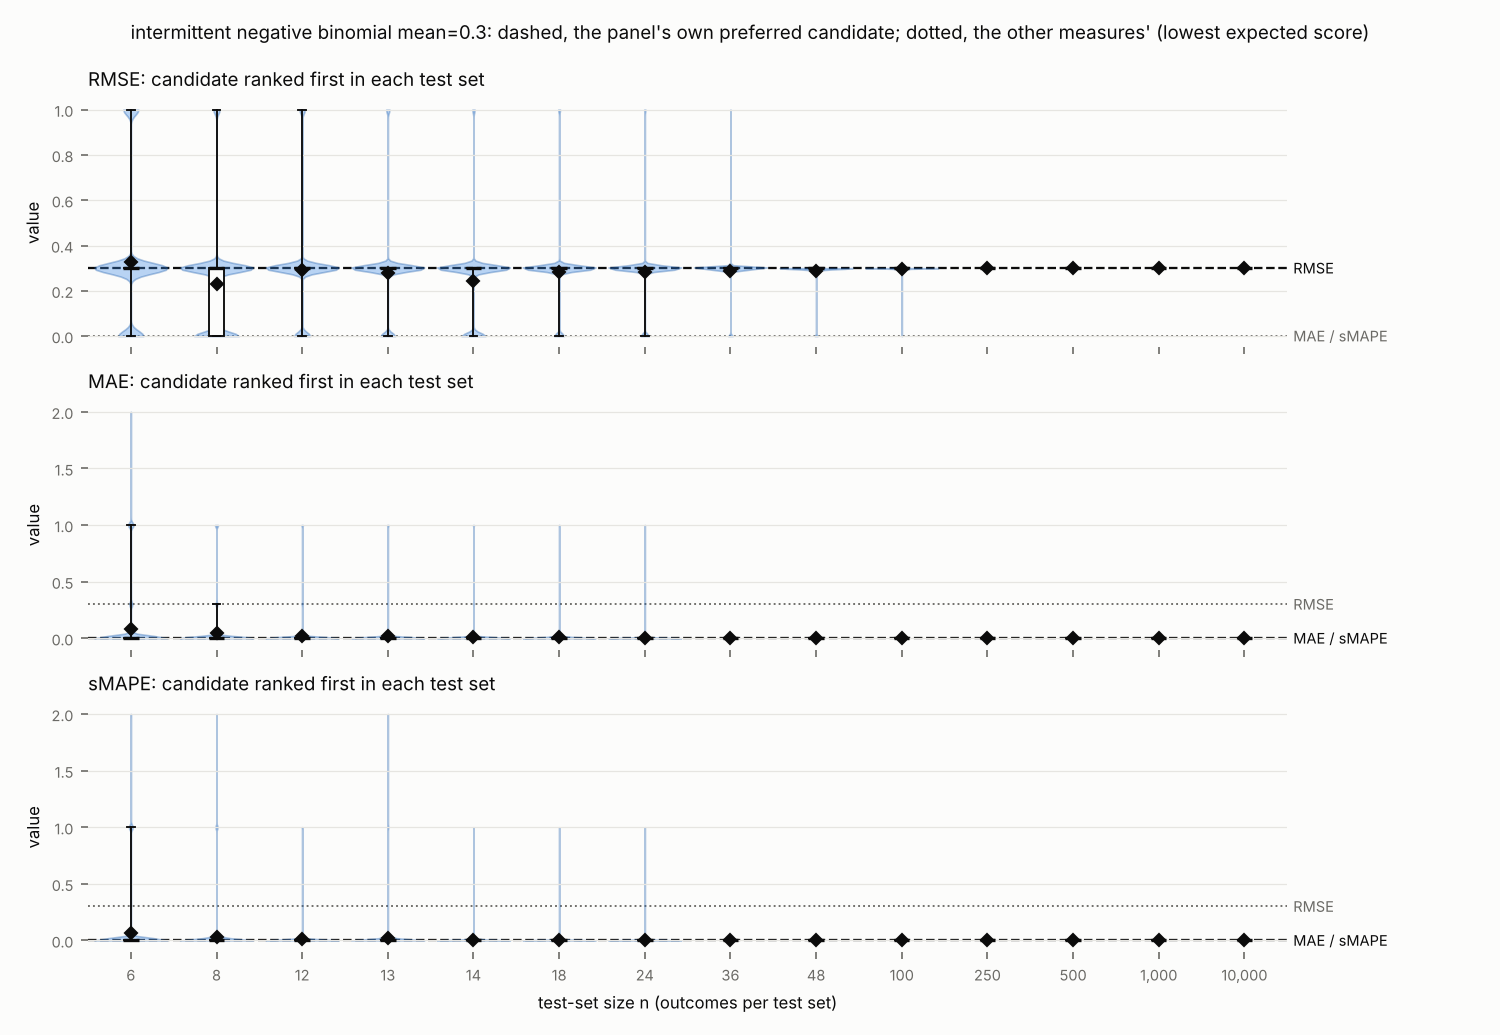 intermittent negative binomial mean=0.3: dashed, the panel's own preferred candidate; dotted, the other measures' (lowest expected score)
RMSE: candidate ranked first in each test set
1.0
0.8
0.6
0.4
0.2
0.0
value
RMSE
MAE / sMAPE
MAE: candidate ranked first in each test set
2.0
1.5
1.0
0.5
0.0
value
RMSE
MAE / sMAPE
sMAPE: candidate ranked first in each test set
2.0
1.5
1.0
0.5
0.0
value
RMSE
MAE / sMAPE
6 8 12 13 14 18 24 36 48 100 250 500 1,000 10,000
test-set size n (outcomes per test set)